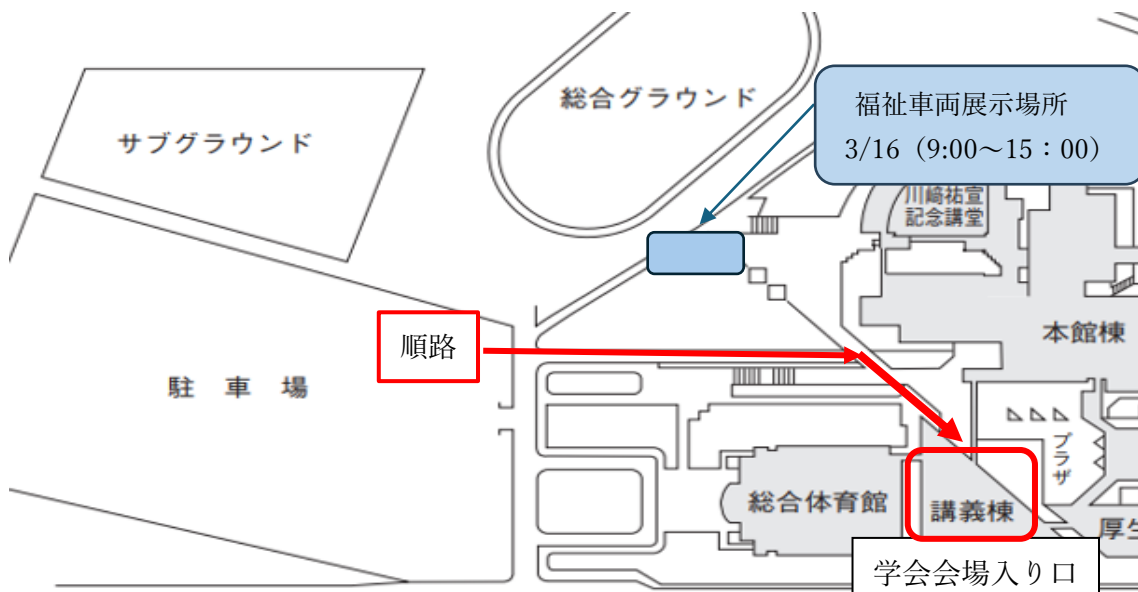 総合グラウンド
福祉車両展示場所
3/16（9:00～15：00）
サブグラウンド
川﨑祐宣
記念講堂
順路
本館棟
駐 車 場
プラザ
総合体育館
講義棟
厚生
学会会場入り口